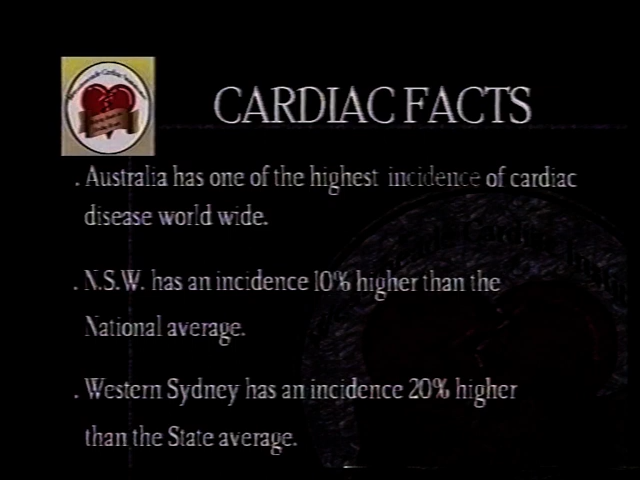 CARDIAC FACTS
. Australia has one of the highest incidence of cardiac
disease world wide.
. N.S.W. has an incidence 10% higher than the
National average.
. Western Sydney has an incidence 20% higher
than the State average.